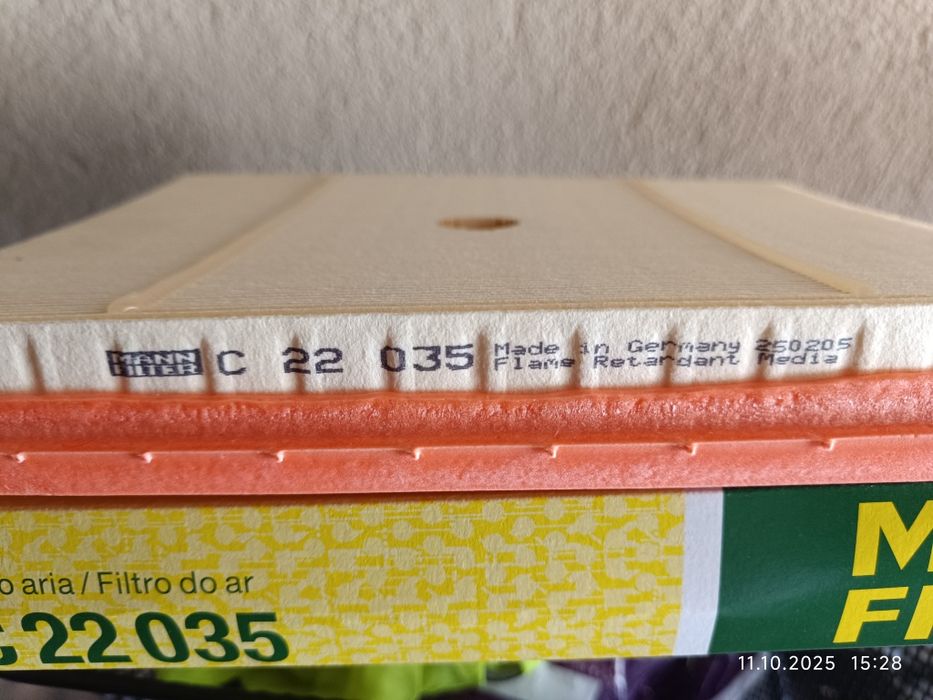 MANN FILTER C 22 035 Made in Germany 250205
Flame Retardant Media
o aria / Filtro do ar
C 22 035
M
FI
11.10.2025 15:28